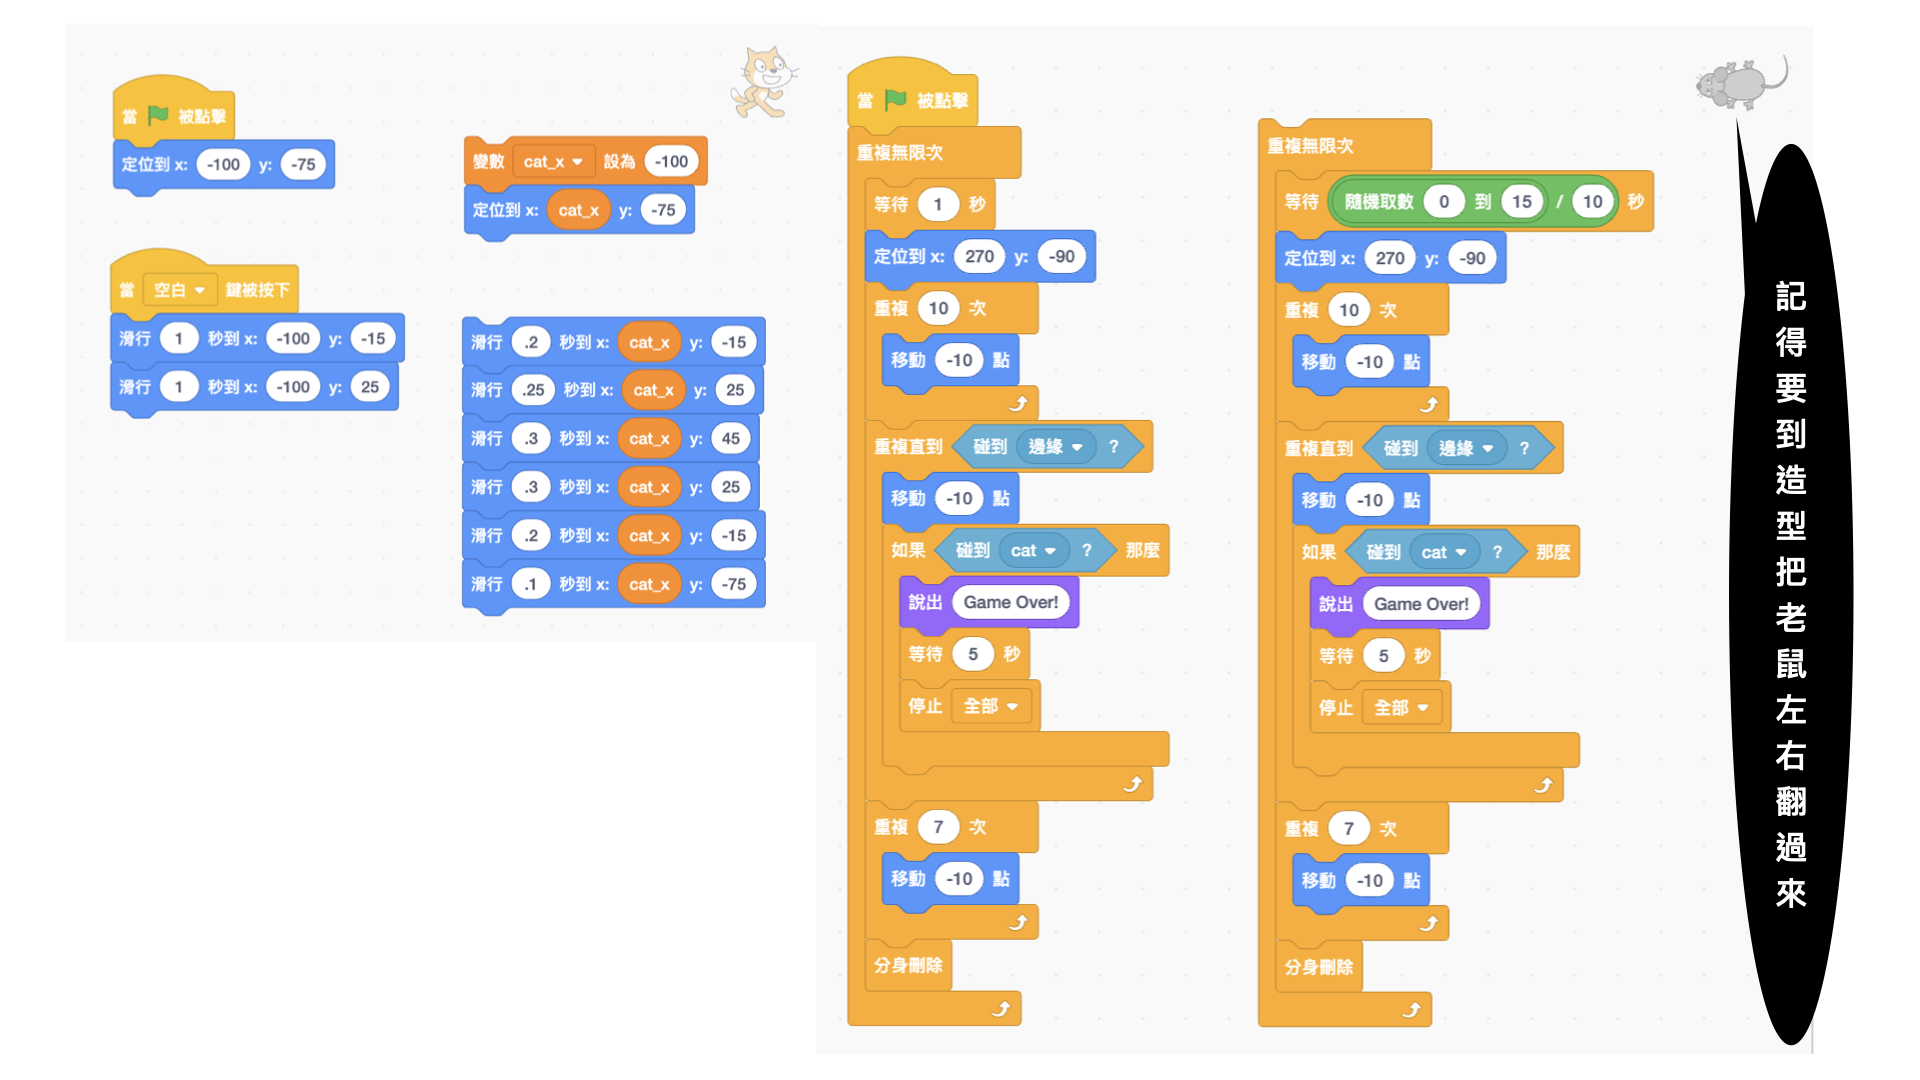 當 被點擊
定位到 x: -100 y: -75
當 空白 鍵被按下
滑行 1 秒到 x: -100 y: -15
滑行 1 秒到 x: -100 y: 25
變數 cat_x 設為 -100
定位到 x: cat_x y: -75
滑行 .2 秒到 x: cat_x y: -15
滑行 .25 秒到 x: cat_x y: 25
滑行 .3 秒到 x: cat_x y: 45
滑行 .3 秒到 x: cat_x y: 25
滑行 .2 秒到 x: cat_x y: -15
滑行 .1 秒到 x: cat_x y: -75
當 被點擊
重複無限次
等待 1 秒
定位到 x: 270 y: -90
重複 10 次
移動 -10 點
重複直到 碰到 邊緣 ?
移動 -10 點
如果 碰到 cat ? 那麼
說出 Game Over!
等待 5 秒
停止 全部
重複 7 次
移動 -10 點
分身刪除
重複無限次
等待 隨機取數 0 到 15 / 10 秒
定位到 x: 270 y: -90
重複 10 次
移動 -10 點
重複直到 碰到 邊緣 ?
移動 -10 點
如果 碰到 cat ? 那麼
說出 Game Over!
等待 5 秒
停止 全部
重複 7 次
移動 -10 點
分身刪除
記得要到造型把老鼠左右翻過來